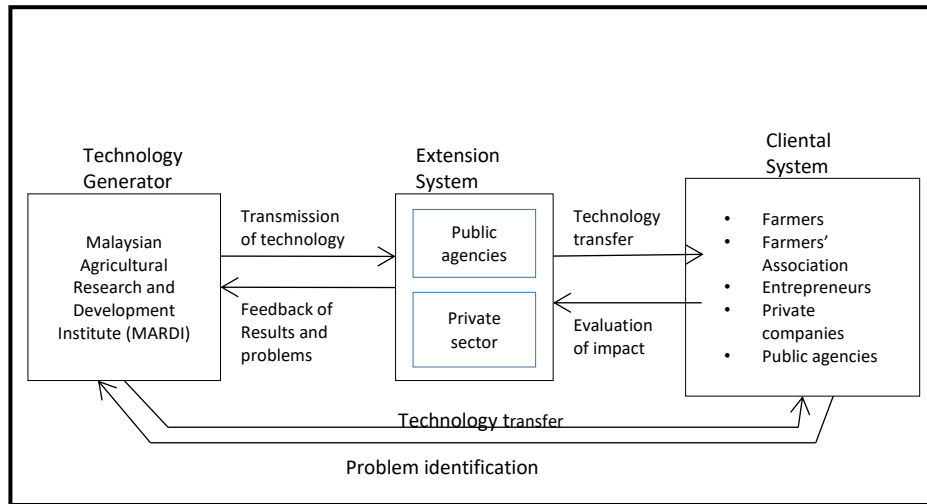 Technology
Generator
Malaysian
Agricultural
Research and
Development
Institute (MARDI)
Transmission
of technology
Feedback of
Results and
problems
Extension
System
Public
agencies
Private
sector
Technology
transfer
Evaluation
of impact
Cliental
System
• Farmers
• Farmers’
Association
• Entrepreneurs
• Private
companies
• Public agencies
Technology transfer
Problem identification